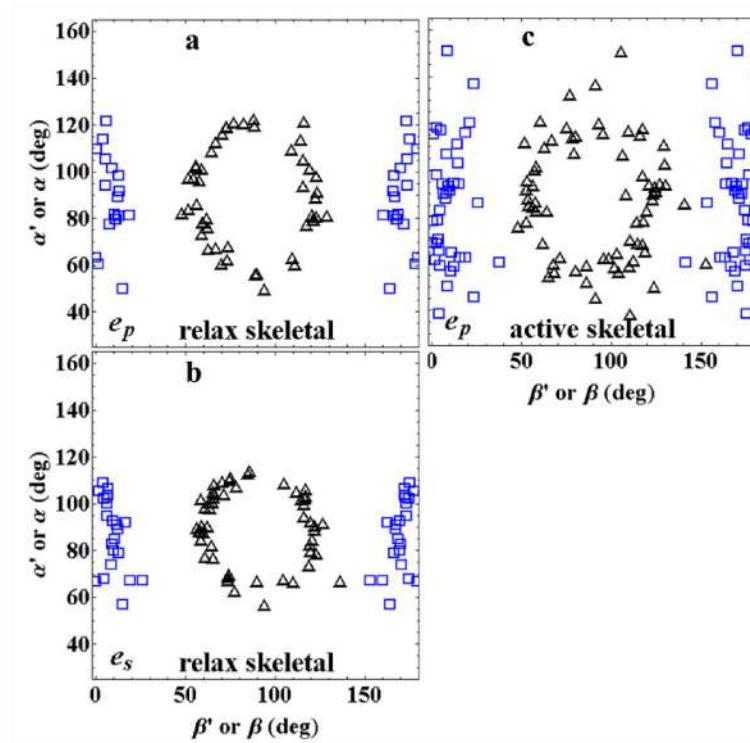 a
160
140
120
100
80
60
40
α' or α (deg)
e_p relax skeletal
c
e_p active skeletal
0 50 100 150
β' or β (deg)
b
160
140
120
100
80
60
40
α' or α (deg)
e_s relax skeletal
0 50 100 150
β' or β (deg)